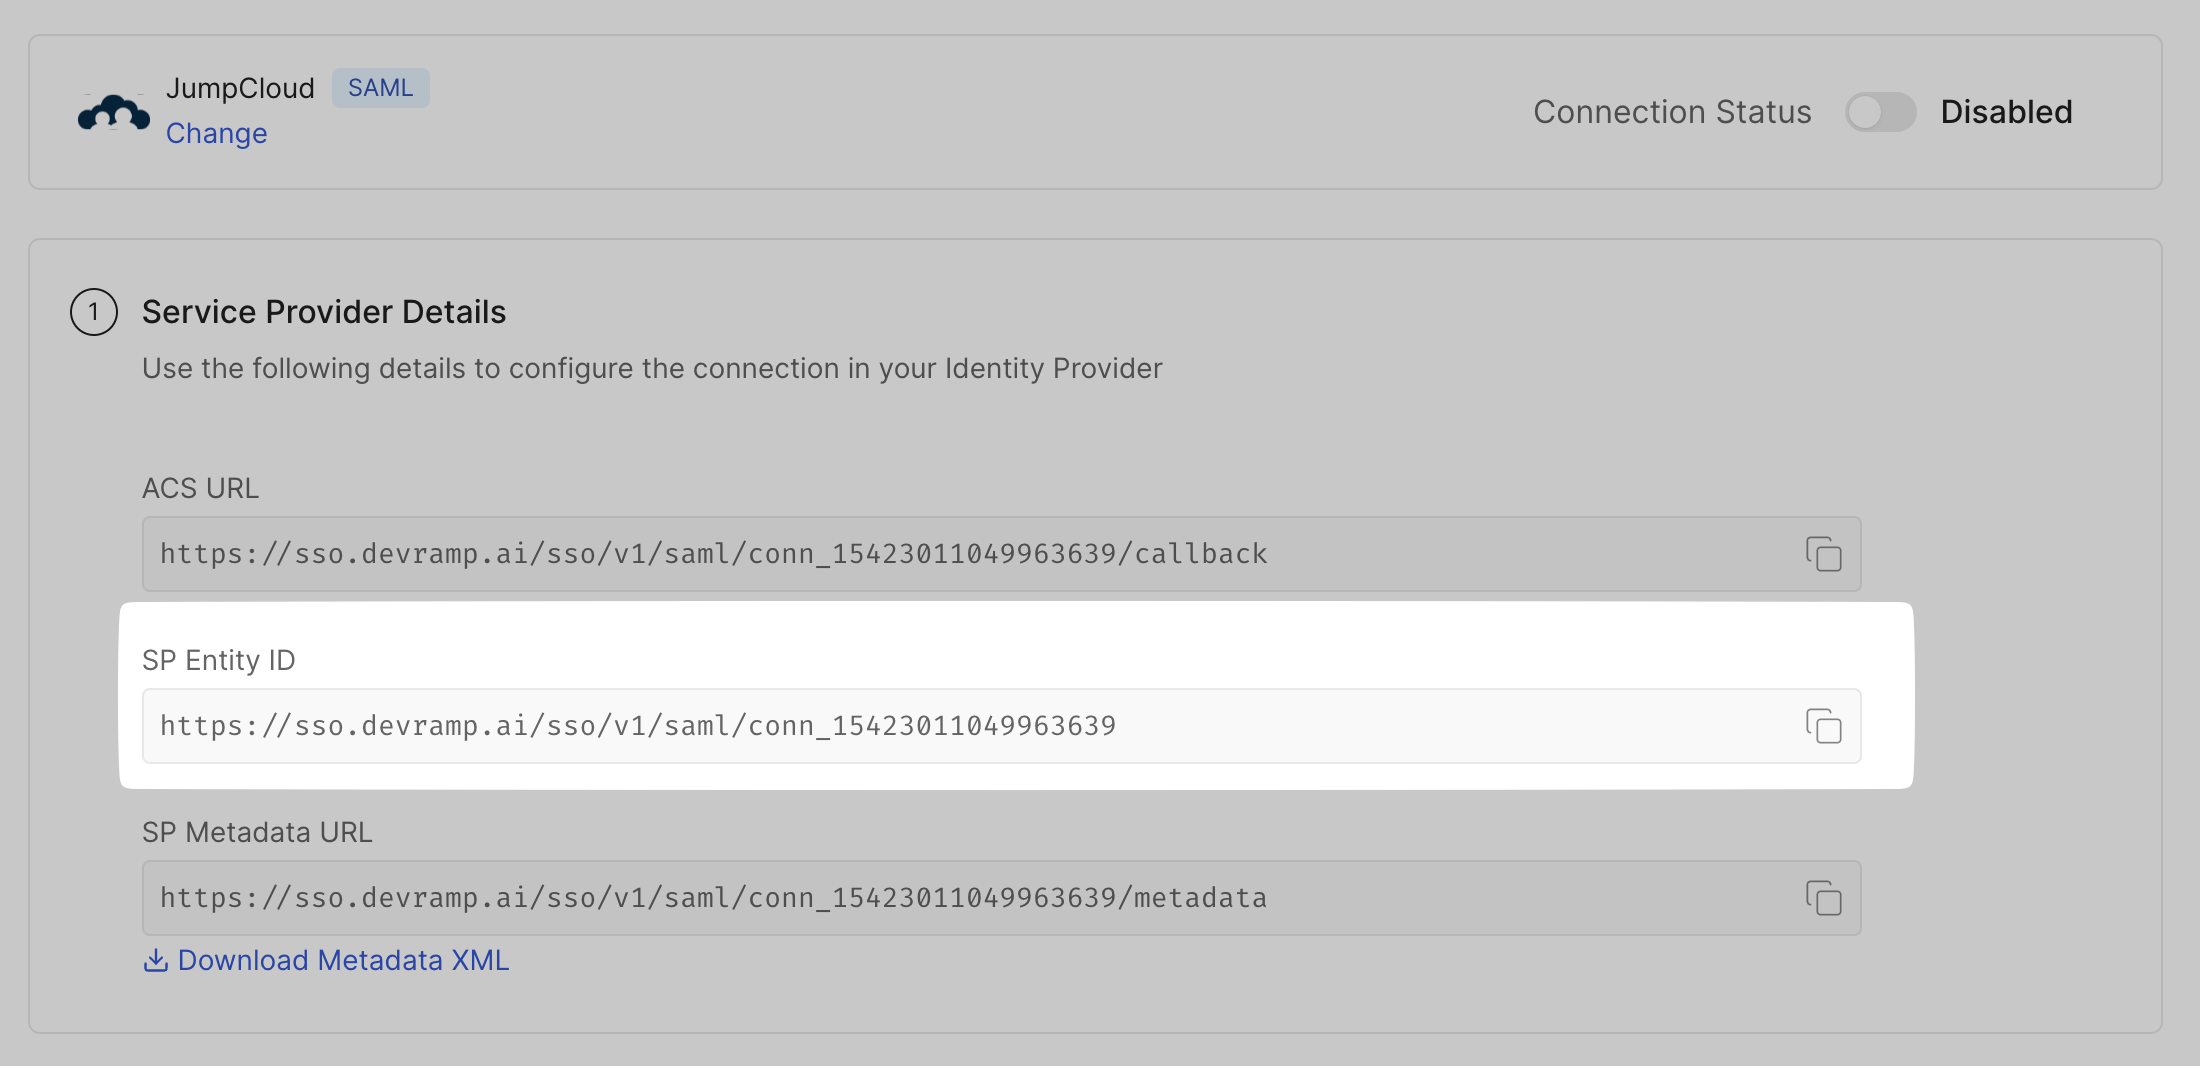 JumpCloud SAML
Change
Connection Status Disabled
1 Service Provider Details
Use the following details to configure the connection in your Identity Provider
ACS URL
https://sso.devramp.ai/sso/v1/saml/conn_15423011049963639/callback
SP Entity ID
https://sso.devramp.ai/sso/v1/saml/conn_15423011049963639
SP Metadata URL
https://sso.devramp.ai/sso/v1/saml/conn_15423011049963639/metadata
Download Metadata XML